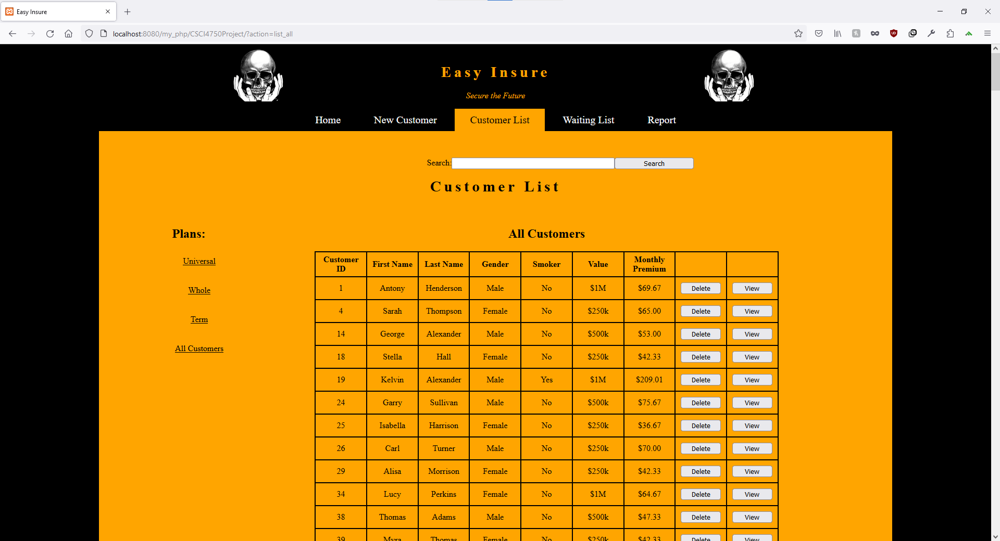 Easy Insure
localhost:8080/my_php/CSCI4750Project/?action=list_all
Easy Insure
Secure the Future
Home New Customer Customer List Waiting List Report
Search: Search
Customer List
Plans:
Universal
Whole
Term
All Customers
All Customers
Customer ID First Name Last Name Gender Smoker Value Monthly Premium
1 Antony Henderson Male No $1M $69.67 Delete View
4 Sarah Thompson Female No $250k $65.00 Delete View
14 George Alexander Male No $500k $53.00 Delete View
18 Stella Hall Female No $250k $42.33 Delete View
19 Kelvin Alexander Male Yes $1M $209.01 Delete View
24 Garry Sullivan Male No $500k $75.67 Delete View
25 Isabella Harrison Female No $250k $36.67 Delete View
26 Carl Turner Male No $250k $70.00 Delete View
29 Alisa Morrison Female No $250k $42.33 Delete View
34 Lucy Perkins Female No $1M $64.67 Delete View
38 Thomas Adams Male No $500k $47.33 Delete View
39 Myra Thomas Female No $250k $42.33 Delete View